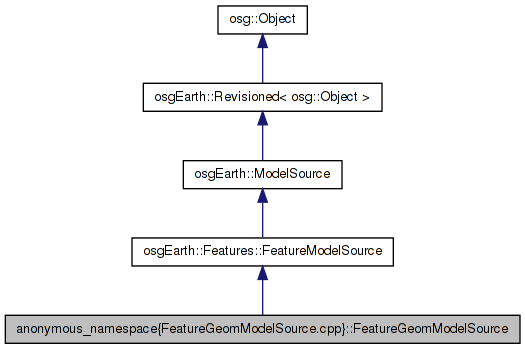 osg::Object
osgEarth::Revisioned< osg::Object >
osgEarth::ModelSource
osgEarth::Features::FeatureModelSource
anonymous_namespace{FeatureGeomModelSource.cpp}::FeatureGeomModelSource